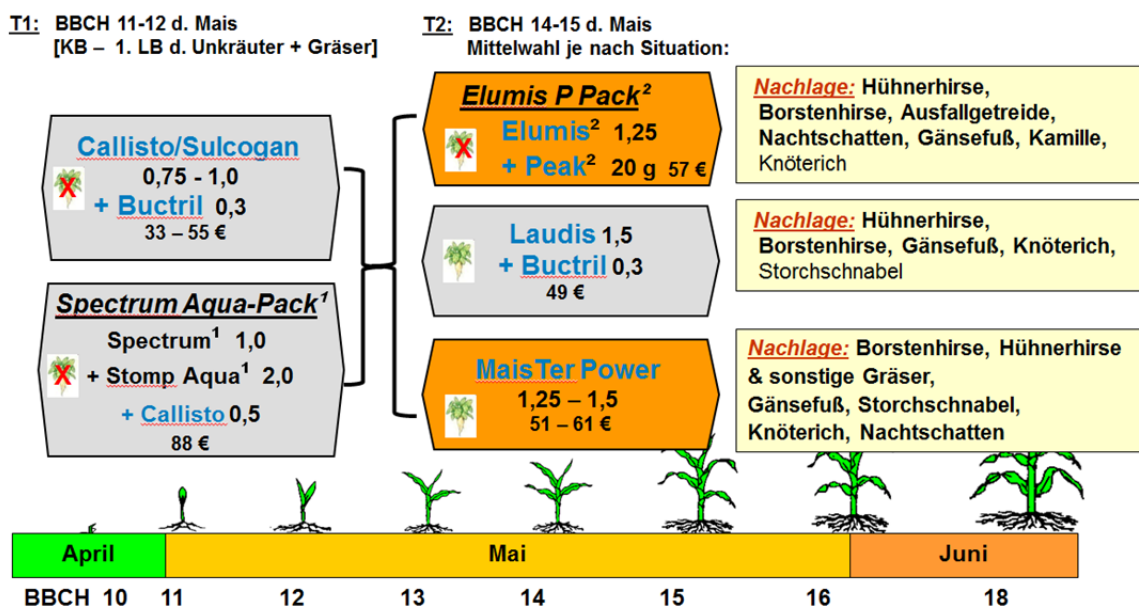 T1: BBCH 11-12 d. Mais
[KB – 1. LB d. Unkräuter + Gräser]
T2: BBCH 14-15 d. Mais
Mittelwahl je nach Situation:
Callisto/Sulcogan
0,75 - 1,0
+ Buctril 0,3
33 – 55 €
Spectrum Aqua-Pack¹
Spectrum¹ 1,0
+ Stomp Aqua¹ 2,0
+ Callisto 0,5
88 €
Elumis P Pack²
Elumis² 1,25
+ Peak² 20 g 57 €
Laudis 1,5
+ Buctril 0,3
49 €
MaisTer Power
1,25 – 1,5
51 – 61 €
Nachlage: Hühnerhirse,
Borstenhirse, Ausfallgetreide,
Nachtschatten, Gänsefuß, Kamille,
Knöterich
Nachlage: Hühnerhirse,
Borstenhirse, Gänsefuß, Knöterich,
Storchschnabel
Nachlage: Borstenhirse, Hühnerhirse
& sonstige Gräser,
Gänsefuß, Storchschnabel,
Knöterich, Nachtschatten
April Mai Juni
BBCH 10 11 12 13 14 15 16 18